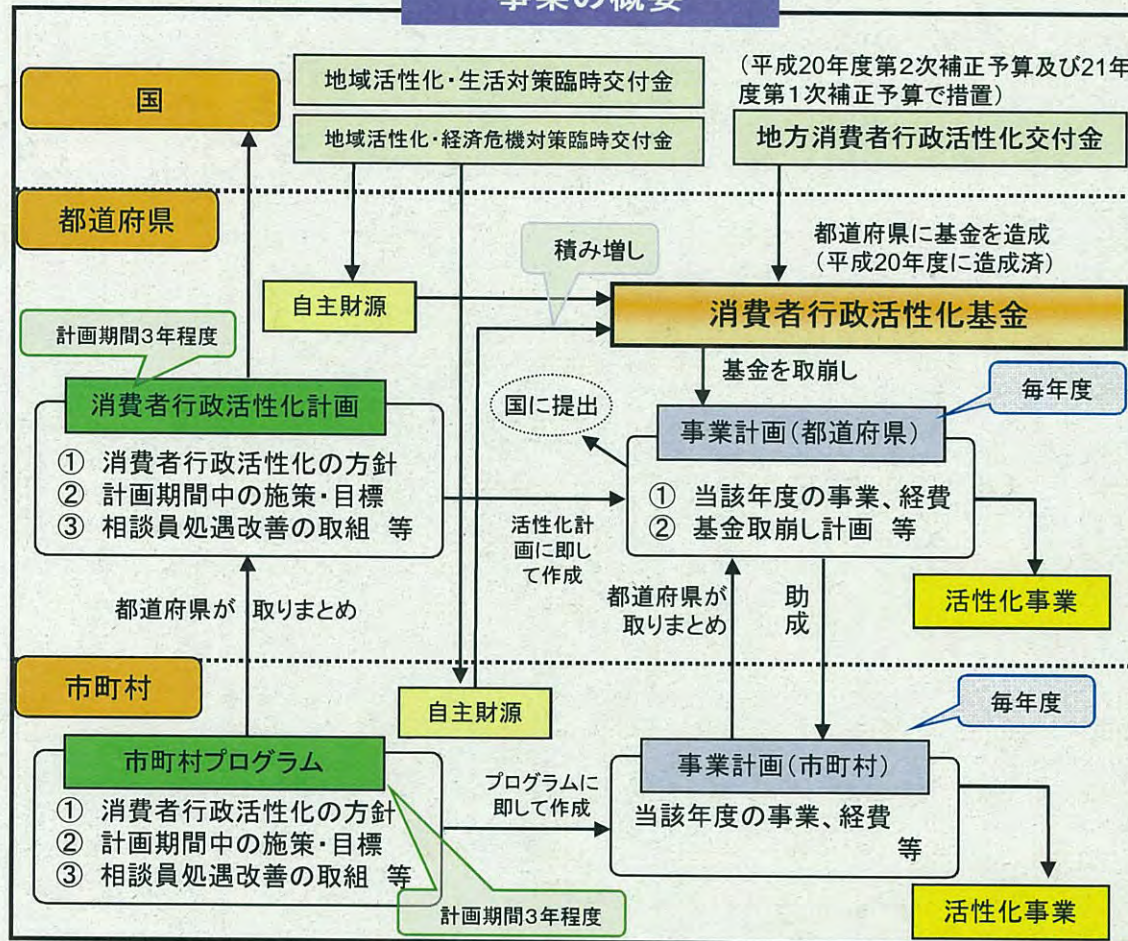 事業の概要
国
地域活性化・生活対策臨時交付金
地域活性化・経済危機対策臨時交付金
(平成20年度第2次補正予算及び21年
度第1次補正予算で措置)
地方消費者行政活性化交付金
都道府県
積み増し
都道府県に基金を造成
(平成20年度に造成済)
自主財源
消費者行政活性化基金
計画期間3年程度
基金を取崩し
毎年度
消費者行政活性化計画
① 消費者行政活性化の方針
② 計画期間中の施策・目標
③ 相談員処遇改善の取組 等
国に提出
事業計画(都道府県)
① 当該年度の事業、経費
② 基金取崩し計画 等
活性化計
画に即し
て作成
活性化事業
都道府県が 取りまとめ
都道府県が
取りまとめ
助
成
市町村
自主財源
毎年度
市町村プログラム
① 消費者行政活性化の方針
② 計画期間中の施策・目標
③ 相談員処遇改善の取組 等
プログラムに
即して作成
事業計画(市町村)
当該年度の事業、経費
等
計画期間3年程度
活性化事業